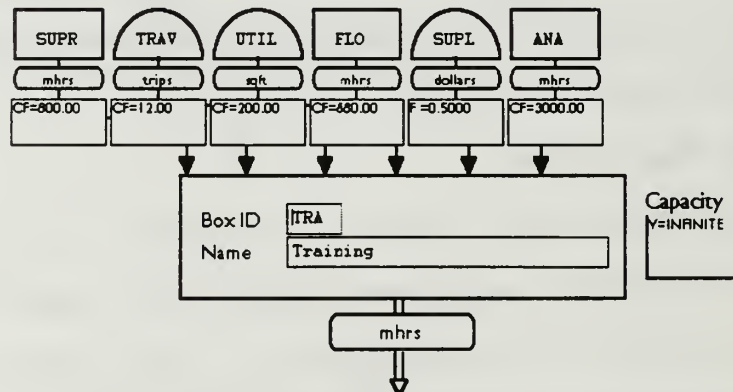 SUPR TRAV UTIL FLO SUPL ANA
mhrs trips sqft mhrs dollars mhrs
CF=800.00 CF=12.00 CF=200.00 CF=880.00 F =0.5000 CF=3000.00
Box ID TRA
Name Training
Capacity
Y=INFINITE
mhrs